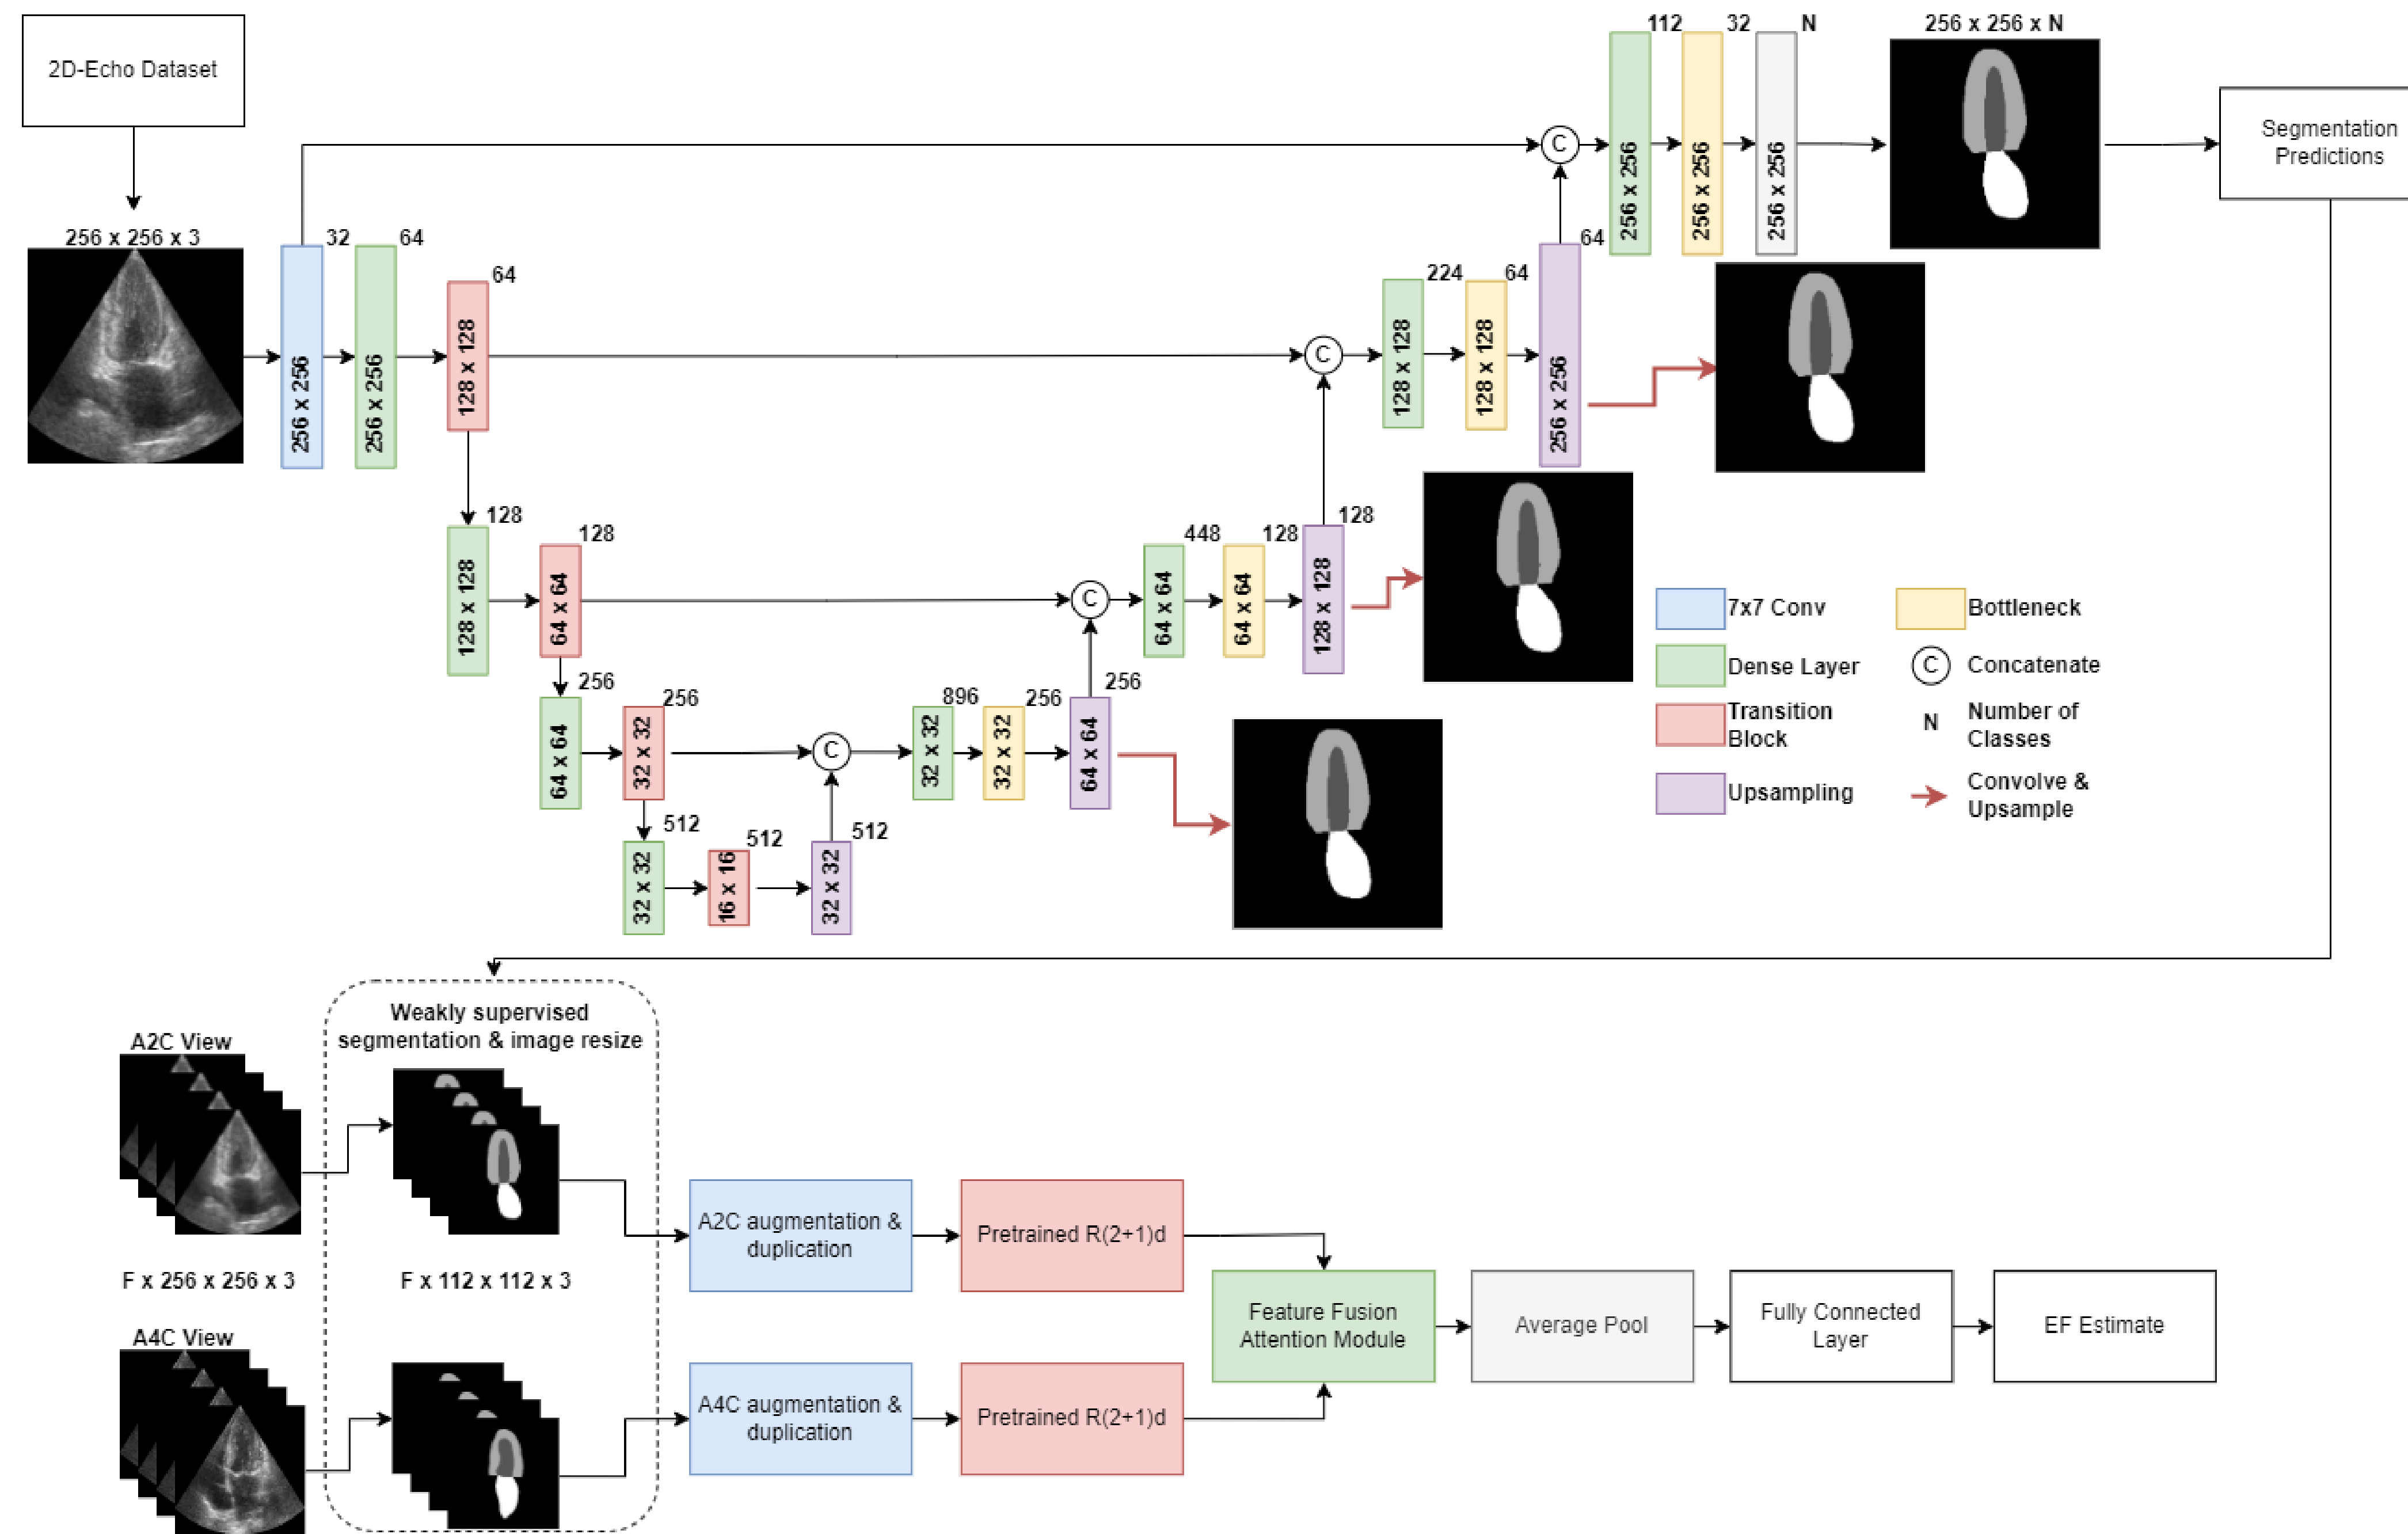 2D-Echo Dataset
256 x 256 x 3
256 x 256
32
256 x 256
64
128 x 128
64
128 x 128
128
64 x 64
128
64 x 64
256
32 x 32
256
32 x 32
512
16 x 16
512
32 x 32
512
C
32 x 32
896
32 x 32
256
64 x 64
256
C
64 x 64
448
64 x 64
128
128 x 128
128
C
128 x 128
224
128 x 128
64
256 x 256
64
C
256 x 256
112
256 x 256
32
256 x 256
N
256 x 256 x N
Segmentation
Predictions
7x7 Conv
Dense Layer
Transition
Block
Upsampling
Bottleneck
C
Concatenate
N
Number of
Classes
Convolve &
Upsample
Weakly supervised
segmentation & image resize
A2C View
F x 256 x 256 x 3
F x 112 x 112 x 3
A4C View
A2C augmentation &
duplication
Pretrained R(2+1)d
A4C augmentation &
duplication
Pretrained R(2+1)d
Feature Fusion
Attention Module
Average Pool
Fully Connected
Layer
EF Estimate